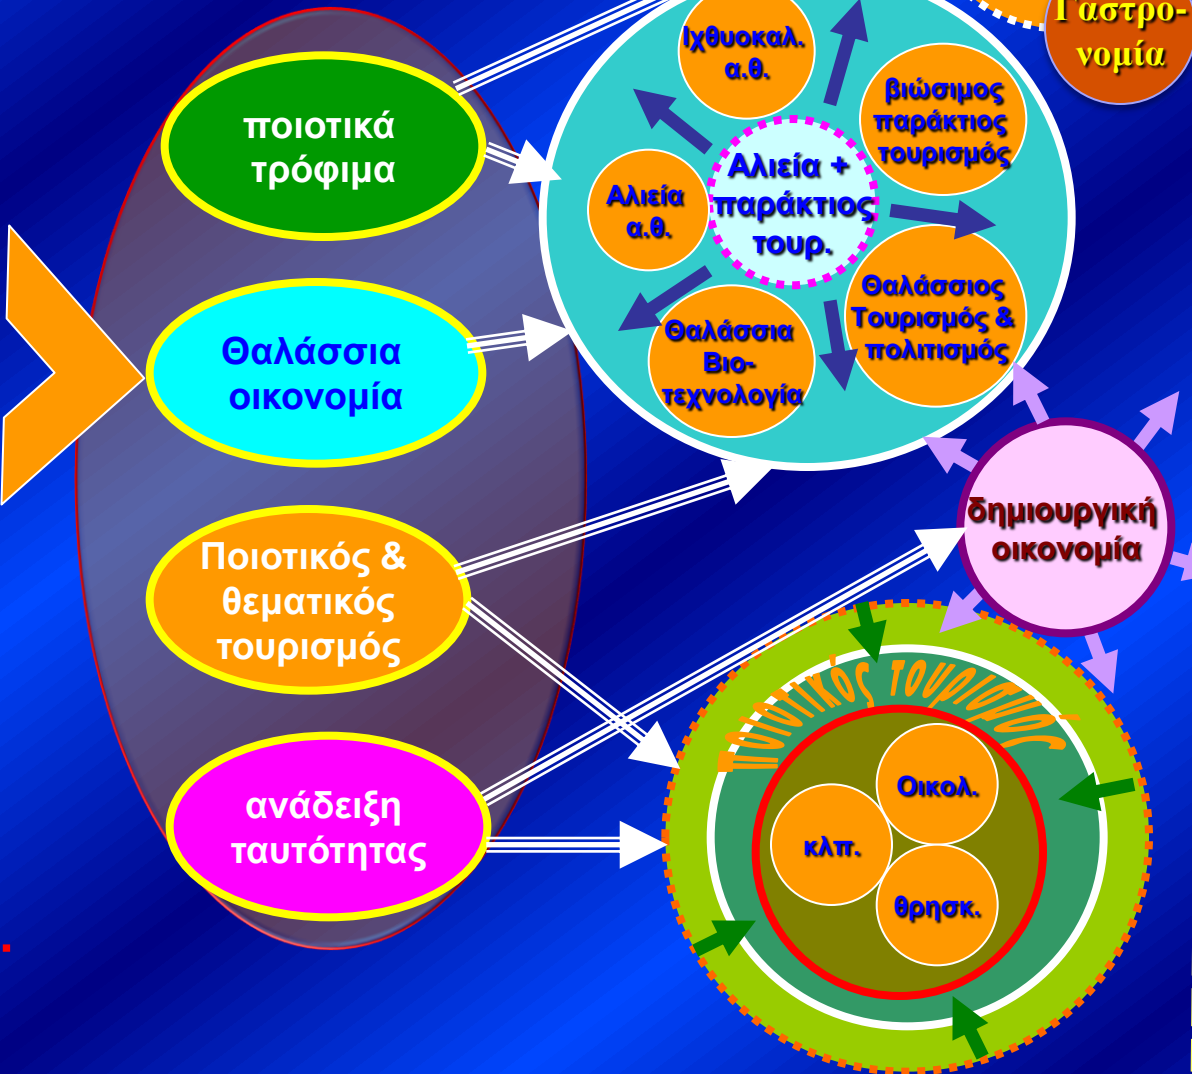 ποιοτικά
τρόφιμα
Θαλάσσια
οικονομία
Ποιοτικός &
θεματικός
τουρισμός
ανάδειξη
ταυτότητας
Ιχθυοκαλ.
α.θ.
βιώσιμος
παράκτιος
τουρισμός
Αλιεία +
παράκτιος
τουρ.
Αλιεία
α.θ.
Θαλάσσιος
Τουρισμός &
πολιτισμός
Θαλάσσια
Βιο-
τεχνολογία
Γαστρο-
νομία
δημιουργική
οικονομία
ποιοτικός τουρισμός
Οικολ.
κλπ.
θρησκ.